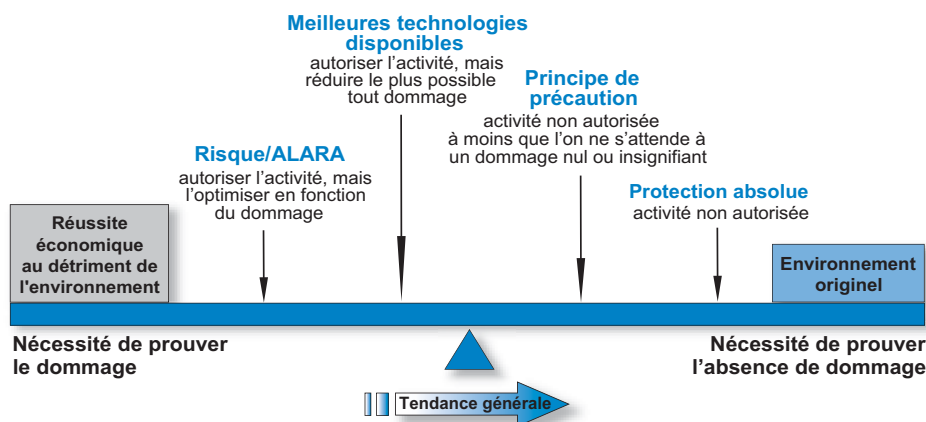 Meilleures technologies
disponibles
autoriser l'activité, mais
réduire le plus possible
tout dommage
Principe de
précaution
activité non autorisée
à moins que l'on ne s'attende à
un dommage nul ou insignifiant
Risque/ALARA
autoriser l'activité, mais
l'optimiser en fonction
du dommage
Protection absolue
activité non autorisée
Réussite
économique
au détriment de
l'environnement
Environnement
originel
Nécessité de prouver
le dommage
Nécessité de prouver
l'absence de dommage
Tendance générale